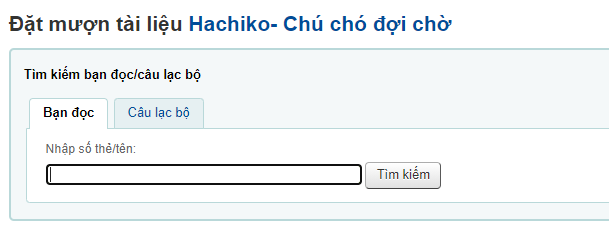 Đặt mượn tài liệu Hachiko- Chú chó đợi chờ
Tìm kiếm bạn đọc/câu lạc bộ
Bạn đọc
Câu lạc bộ
Nhập số thẻ/tên:
Tìm kiếm